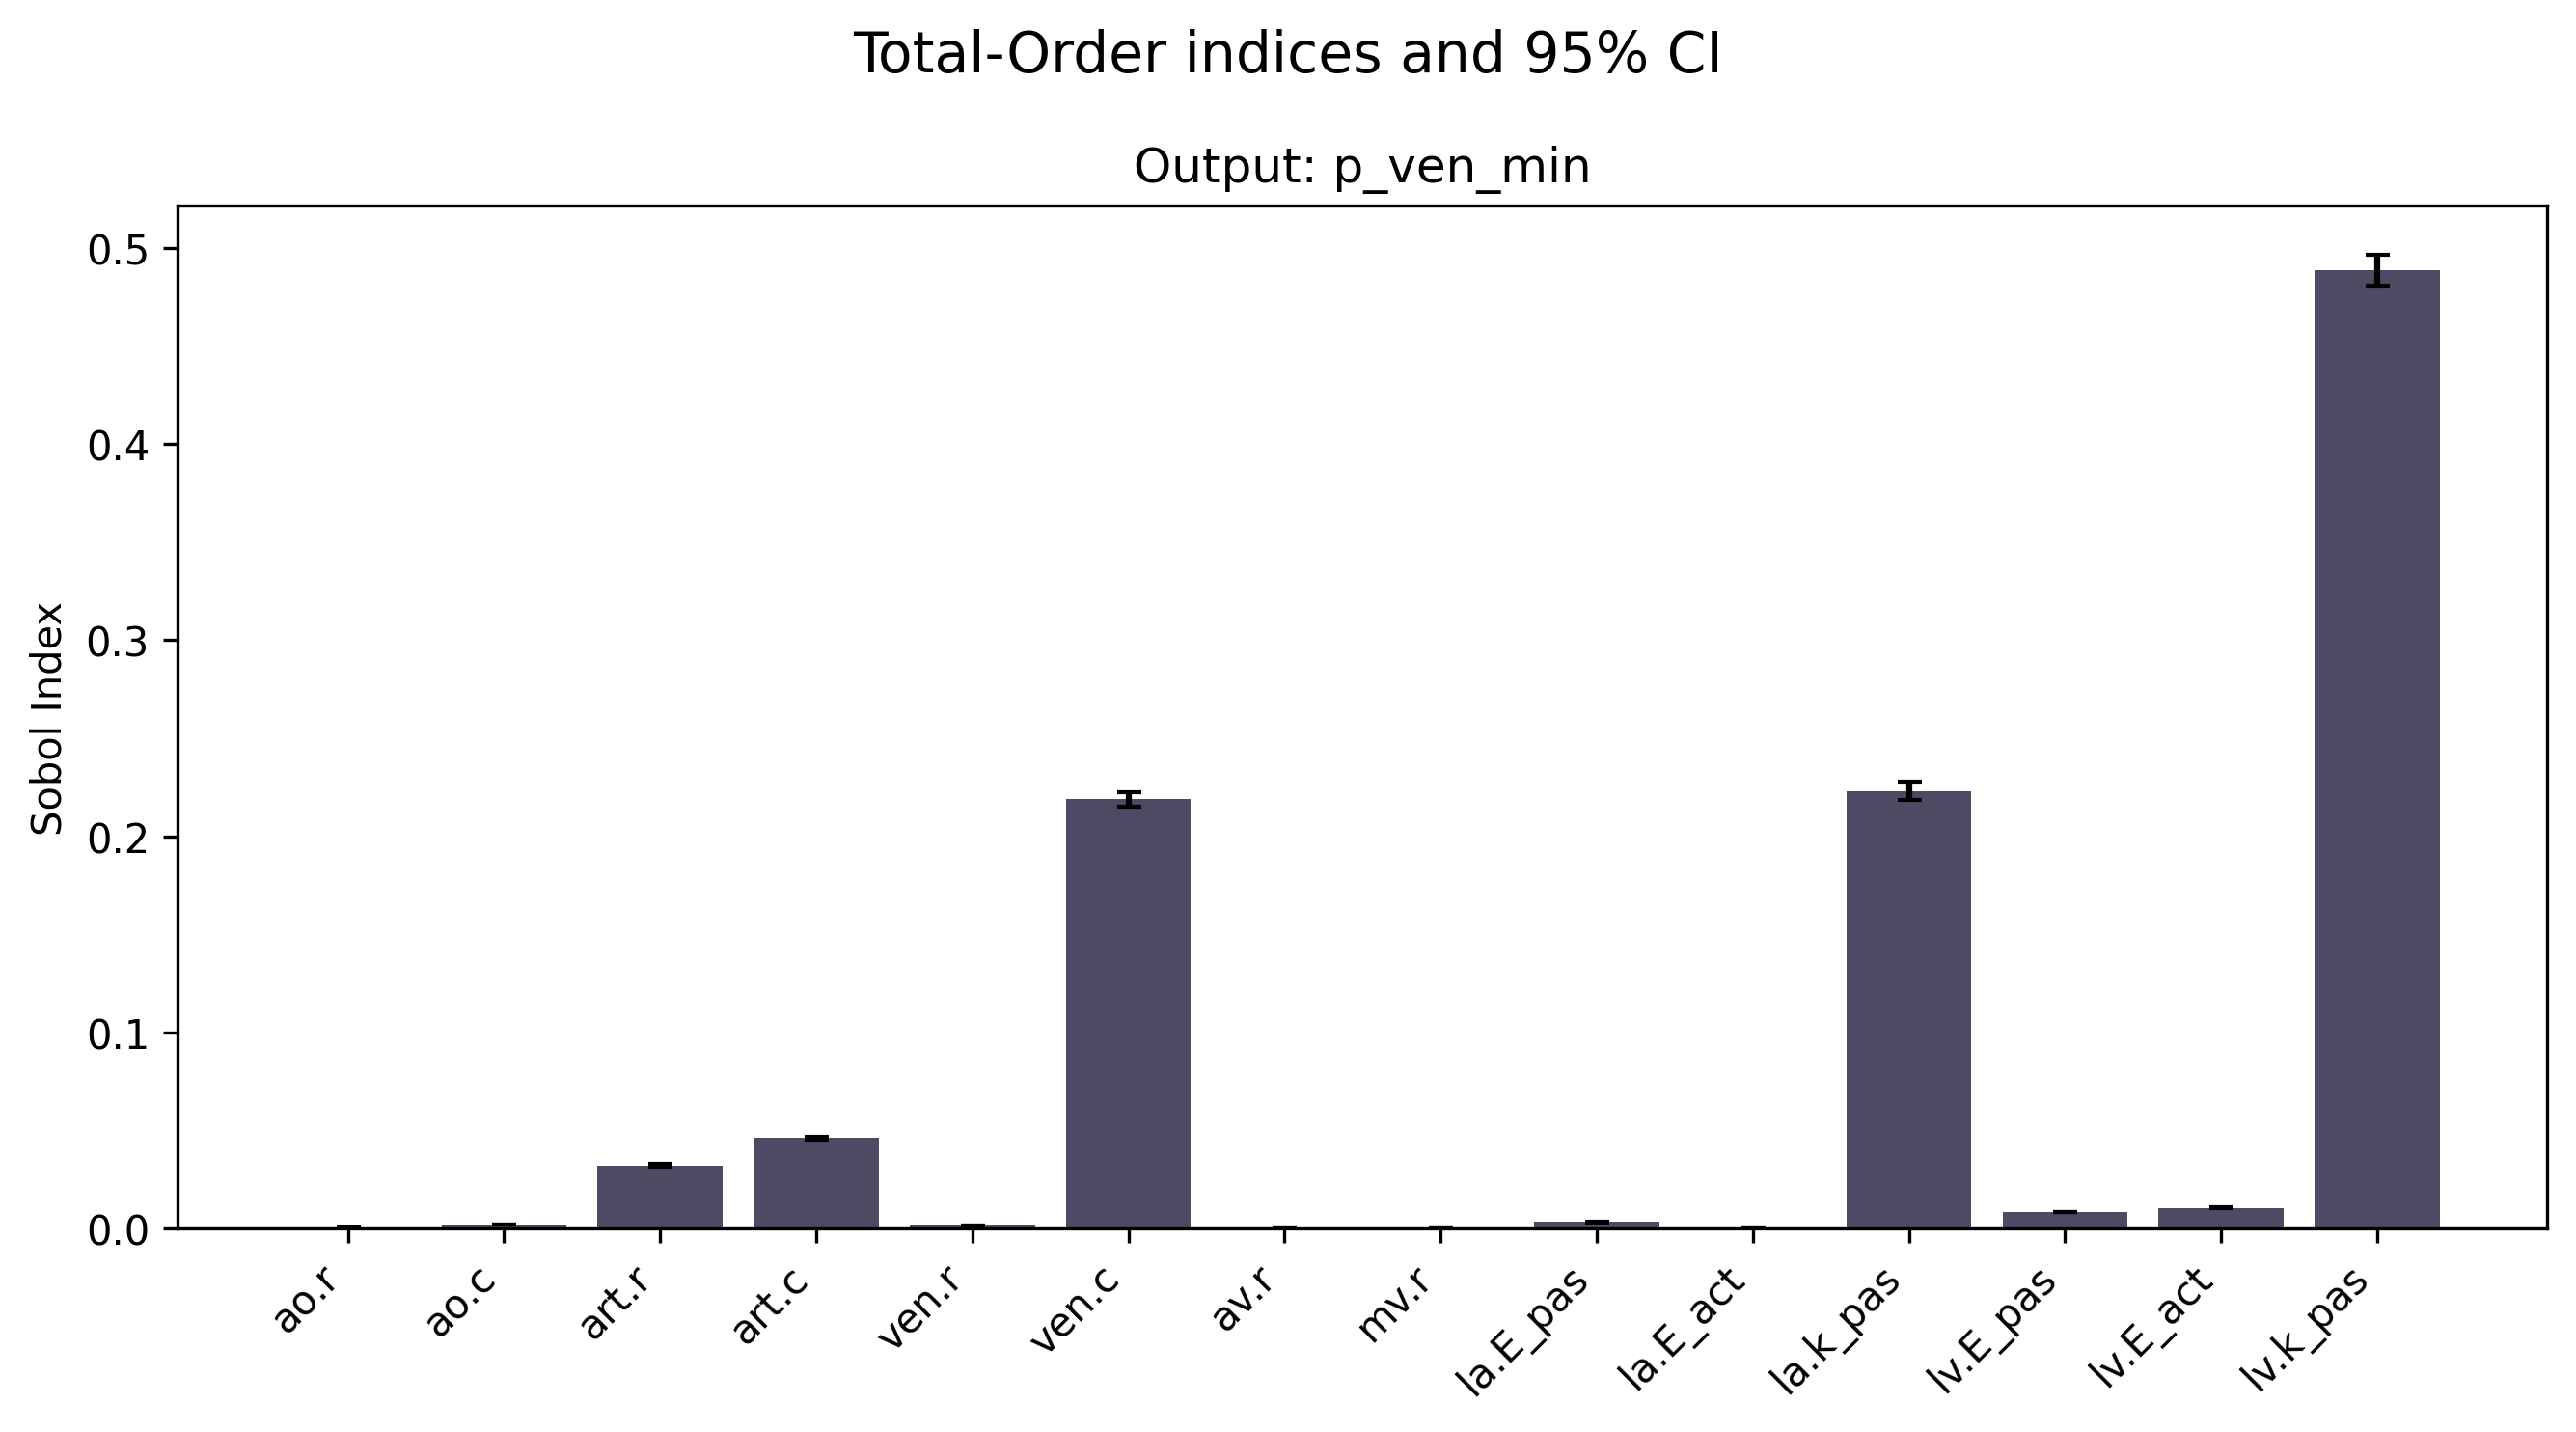 Total-Order indices and 95% CI
Output: p_ven_min
Sobol Index
0.5
0.4
0.3
0.2
0.1
0.0
ao.r
ao.c
art.r
art.c
ven.r
ven.c
av.r
mv.r
la.E_pas
la.E_act
la.k_pas
lv.E_pas
lv.E_act
lv.k_pas